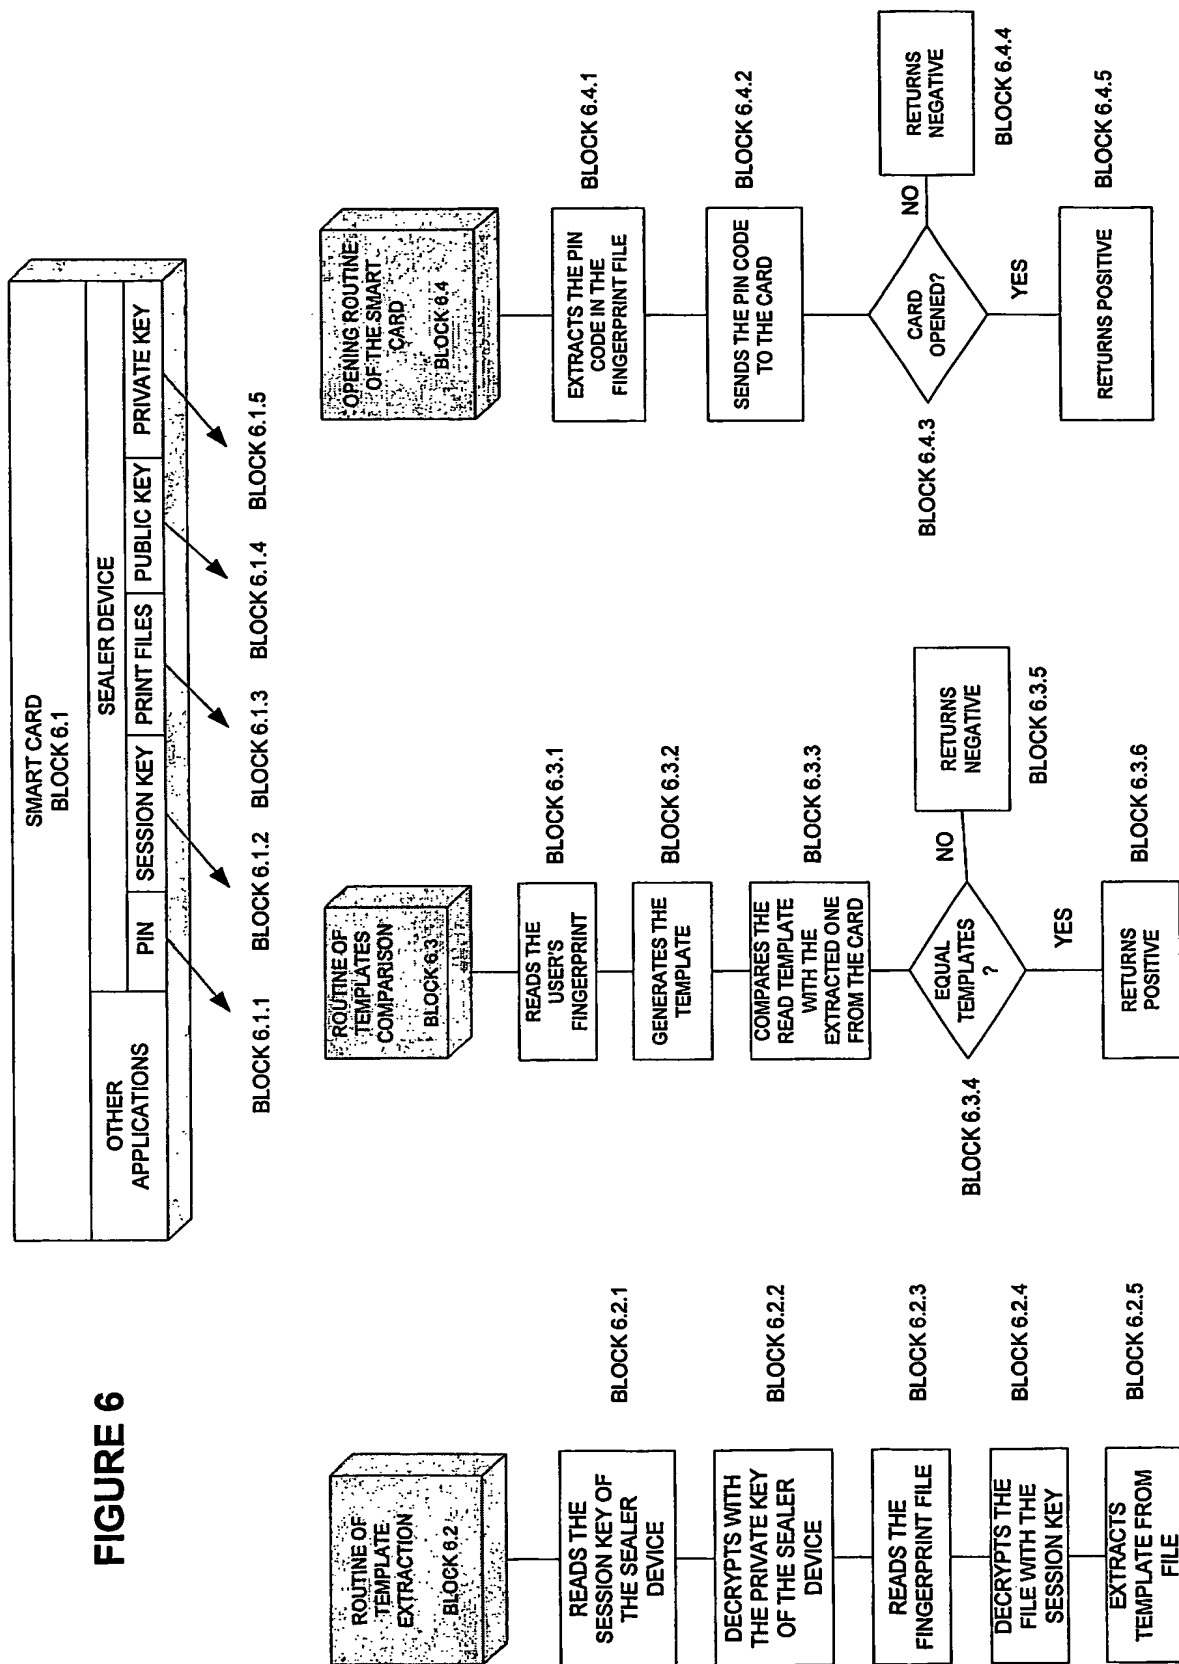 FIGURE 6
SMART CARD
BLOCK 6.1
OTHER
APPLICATIONS
SEALER DEVICE
PIN
SESSION KEY
PRINT FILES
PUBLIC KEY
PRIVATE KEY
BLOCK 6.1.1
BLOCK 6.1.2
BLOCK 6.1.3
BLOCK 6.1.4
BLOCK 6.1.5
ROUTINE OF
TEMPLATE
EXTRACTION
BLOCK 6.2
READS THE
SESSION KEY OF
THE SEALER
DEVICE
BLOCK 6.2.1
DECRYPTS WITH
THE PRIVATE KEY
OF THE SEALER
DEVICE
BLOCK 6.2.2
READS THE
FINGERPRINT FILE
BLOCK 6.2.3
DECRYPTS THE
FILE WITH THE
SESSION KEY
BLOCK 6.2.4
EXTRACTS
TEMPLATE FROM
FILE
BLOCK 6.2.5
ROUTINE OF
TEMPLATES
COMPARISON
BLOCK 6.3
READS THE
USER'S
FINGERPRINT
BLOCK 6.3.1
GENERATES THE
TEMPLATE
BLOCK 6.3.2
COMPARES THE
READ TEMPLATE
WITH THE
EXTRACTED ONE
FROM THE CARD
BLOCK 6.3.3
EQUAL
TEMPLATES
?
BLOCK 6.3.4
NO
RETURNS
NEGATIVE
BLOCK 6.3.5
YES
RETURNS
POSITIVE
BLOCK 6.3.6
OPENING ROUTINE
OF THE SMART
CARD
BLOCK 6.4
EXTRACTS THE PIN
CODE IN THE
FINGERPRINT FILE
BLOCK 6.4.1
SENDS THE PIN CODE
TO THE CARD
BLOCK 6.4.2
CARD
OPENED?
BLOCK 6.4.3
NO
RETURNS
NEGATIVE
BLOCK 6.4.4
YES
RETURNS POSITIVE
BLOCK 6.4.5